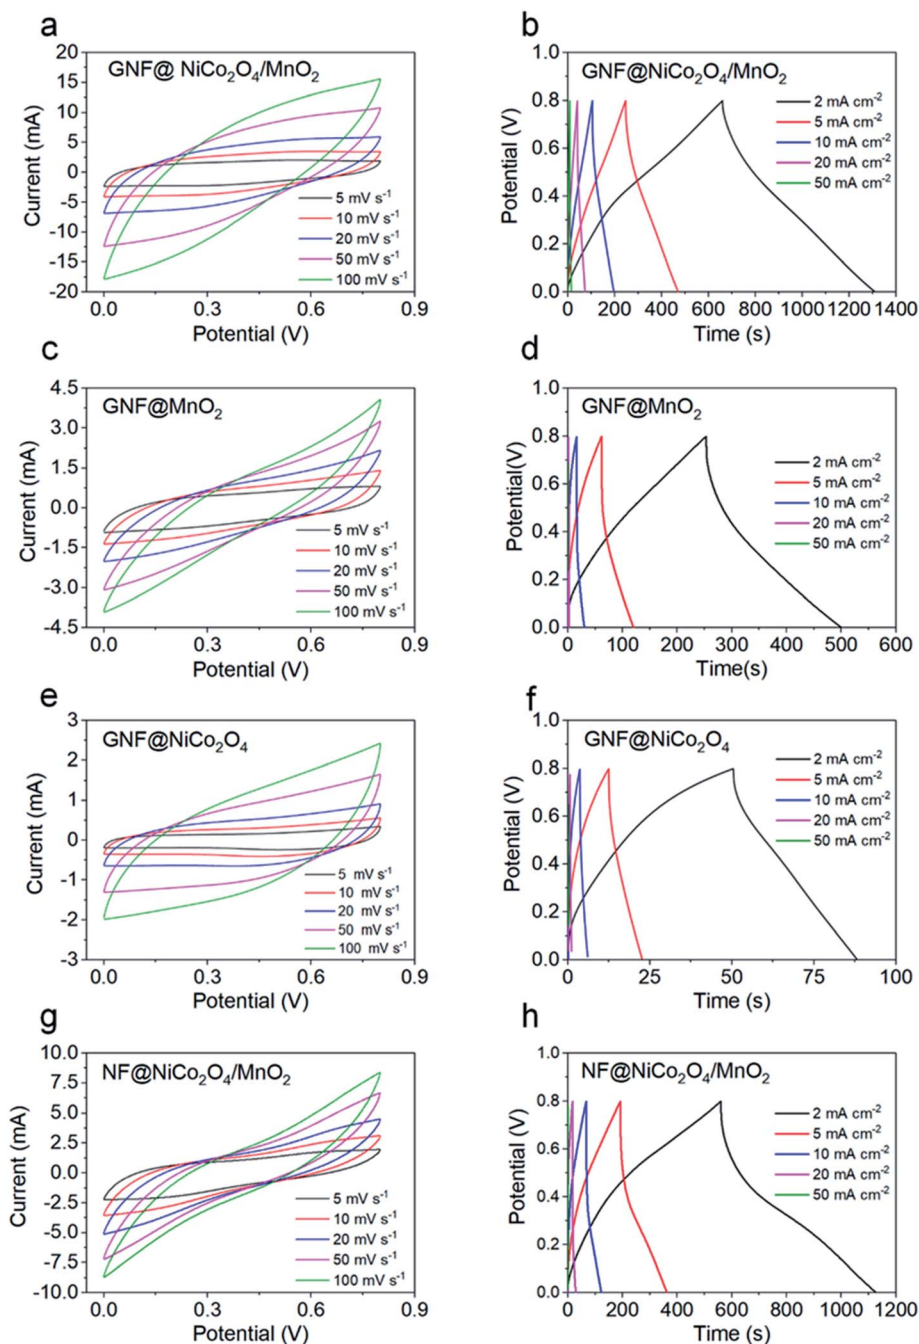 a
GNF@ NiCo₂O₄/MnO₂
Current (mA)
20
15
10
5
0
-5
-10
-15
-20
5 mV s⁻¹
10 mV s⁻¹
20 mV s⁻¹
50 mV s⁻¹
100 mV s⁻¹
0.0 0.3 0.6 0.9
Potential (V)
b
GNF@NiCo₂O₄/MnO₂
Potential (V)
1.0
0.8
0.6
0.4
0.2
0.0
2 mA cm⁻²
5 mA cm⁻²
10 mA cm⁻²
20 mA cm⁻²
50 mA cm⁻²
0 200 400 600 800 1000 1200 1400
Time (s)
c
GNF@MnO₂
Current (mA)
4.5
3.0
1.5
0.0
-1.5
-3.0
-4.5
5 mV s⁻¹
10 mV s⁻¹
20 mV s⁻¹
50 mV s⁻¹
100 mV s⁻¹
0.0 0.3 0.6 0.9
Potential (V)
d
GNF@MnO₂
Potential(V)
1.0
0.8
0.6
0.4
0.2
0.0
2 mA cm⁻²
5 mA cm⁻²
10 mA cm⁻²
20 mA cm⁻²
50 mA cm⁻²
0 100 200 300 400 500 600
Time(s)
e
GNF@NiCo₂O₄
Current (mA)
3
2
1
0
-1
-2
-3
5 mV s⁻¹
10 mV s⁻¹
20 mV s⁻¹
50 mV s⁻¹
100 mV s⁻¹
0.0 0.3 0.6 0.9
Potential (V)
f
GNF@NiCo₂O₄
Potential (V)
1.0
0.8
0.6
0.4
0.2
0.0
2 mA cm⁻²
5 mA cm⁻²
10 mA cm⁻²
20 mA cm⁻²
50 mA cm⁻²
0 25 50 75 100
Time (s)
g
NF@NiCo₂O₄/MnO₂
Current (mA)
10.0
7.5
5.0
2.5
0.0
-2.5
-5.0
-7.5
-10.0
5 mV s⁻¹
10 mV s⁻¹
20 mV s⁻¹
50 mV s⁻¹
100 mV s⁻¹
0.0 0.3 0.6 0.9
Potential (V)
h
NF@NiCo₂O₄/MnO₂
Potential (V)
1.0
0.8
0.6
0.4
0.2
0.0
2 mA cm⁻²
5 mA cm⁻²
10 mA cm⁻²
20 mA cm⁻²
50 mA cm⁻²
0 200 400 600 800 1000 1200
Time (s)